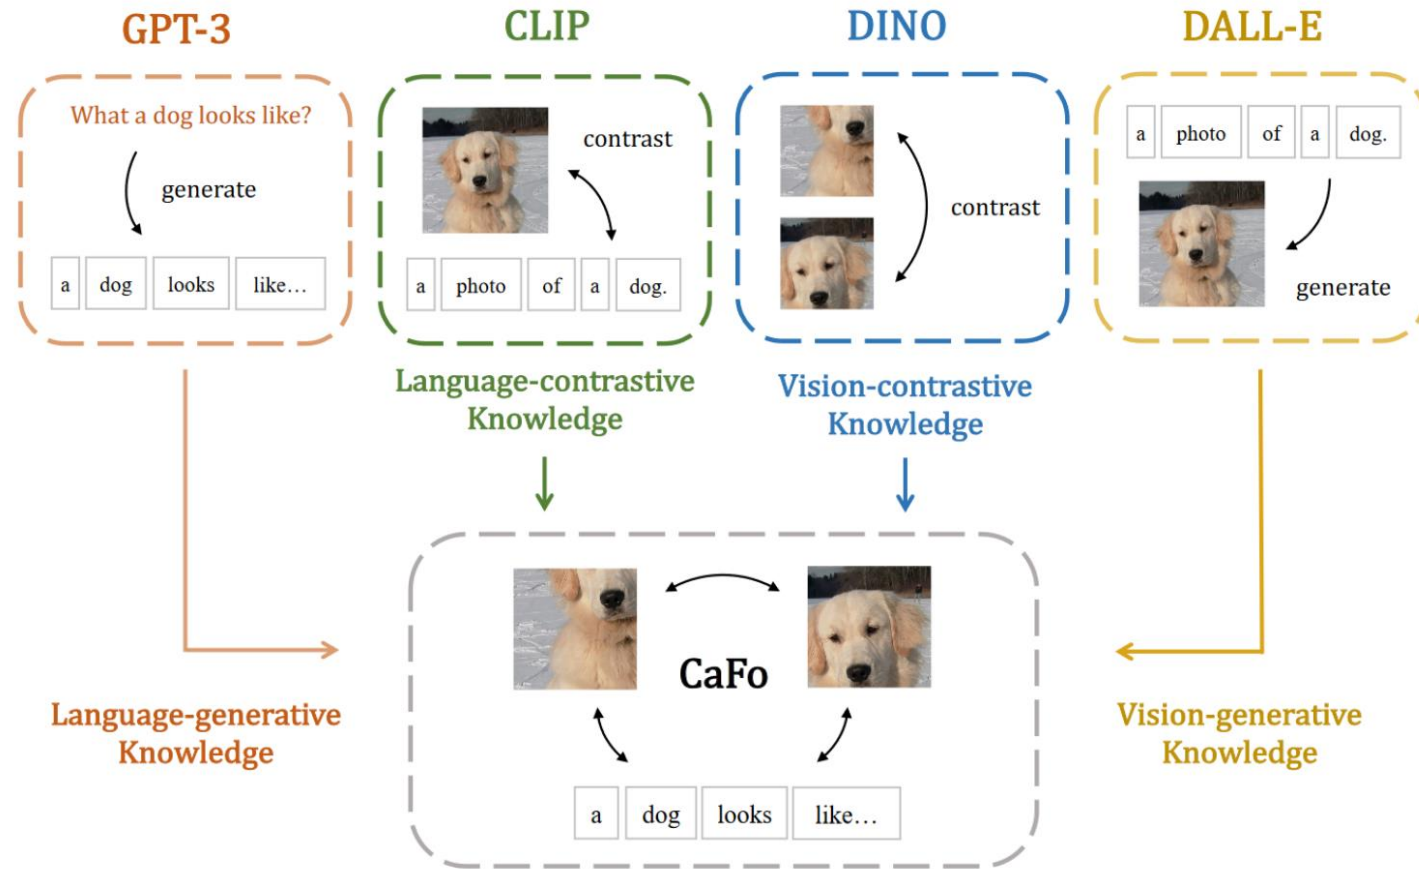 GPT-3
What a dog looks like?
generate
a dog looks like…
CLIP
contrast
a photo of a dog.
DINO
contrast
DALL-E
a photo of a dog.
generate
Language-contrastive
Knowledge
Vision-contrastive
Knowledge
Language-generative
Knowledge
CaFo
a dog looks like…
Vision-generative
Knowledge